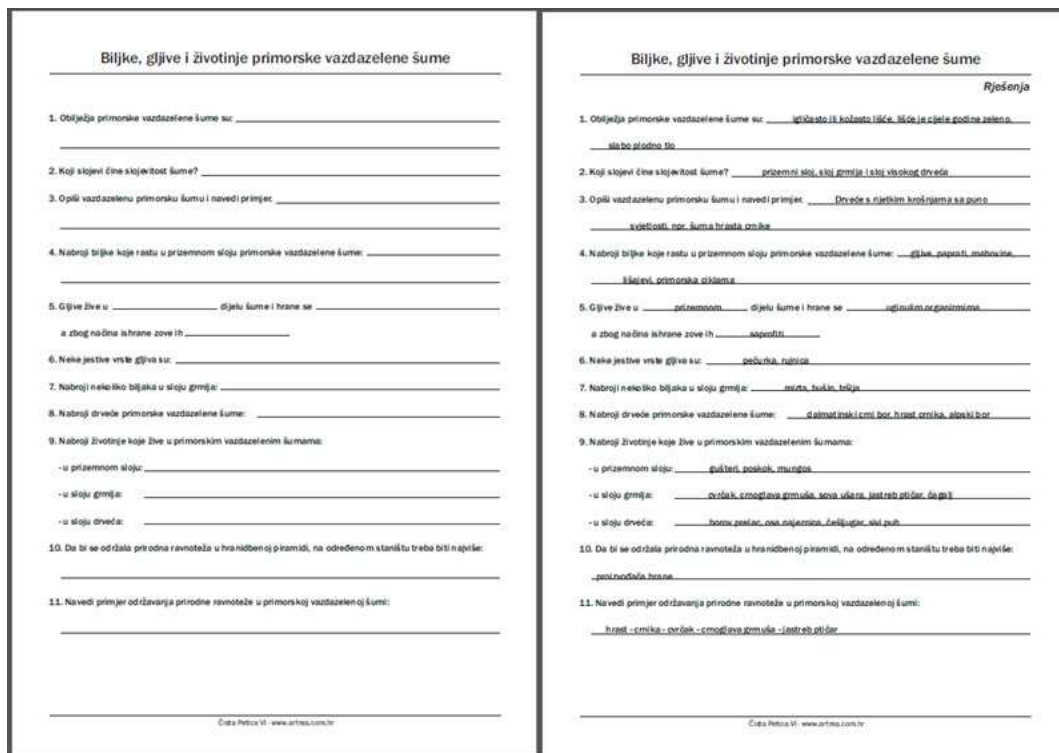 Biljke, gljive i životinje primorske vazdazelene šume
1. Obilježja primorske vazdazelene šume su:
2. Koji slojevi čine slojevitost šume?
3. Opiši vazdazelenu primorsku šumu i navedi primjer.
4. Nabroji biljke koje rastu u prizemnom sloju primorske vazdazelene šume:
5. Gljive žive u dijelu šume i hrane se
a zbog načina ishrane zove ih
6. Neke jestive vrste gljiva su:
7. Nabroji nekoliko biljaka u sloju grmlja:
8. Nabroji drveće primorske vazdazelene šume:
9. Nabroji životinje koje žive u primorskim vazdazelenim šumama:
- u prizemnom sloju:
- u sloju grmlja:
- u sloju drveća:
10. Da bi se održala prirodna ravnoteža u hranidbenoj piramidi, na određenom staništu treba biti najviše:
11. Navedi primjer održavanja prirodne ravnoteže u primorskoj vazdazelenoj šumi:
Čista Petica VI - www.artma.com.hr
Biljke, gljive i životinje primorske vazdazelene šume
Rješenja
1. Obilježja primorske vazdazelene šume su: igličasto ili kožasto lišće, lišće je cijele godine zeleno,
slabo plodno tlo
2. Koji slojevi čine slojevitost šume? prizemni sloj, sloj grmlja i sloj visokog drveća
3. Opiši vazdazelenu primorsku šumu i navedi primjer. Drveće s rijetkim krošnjama sa puno
svjetlosti, npr. šuma hrasta crnike
4. Nabroji biljke koje rastu u prizemnom sloju primorske vazdazelene šume: gljive, paprati, mahovine,
lišajevi, primorska ciklama
5. Gljive žive u prizemnom dijelu šume i hrane se uginulim organizmima
a zbog načina ishrane zove ih saprofiti
6. Neke jestive vrste gljiva su: pečurka, rujnica
7. Nabroji nekoliko biljaka u sloju grmlja: mirta, bušin, tršlja
8. Nabroji drveće primorske vazdazelene šume: dalmatinski crni bor, hrast crnika, alpski bor
9. Nabroji životinje koje žive u primorskim vazdazelenim šumama:
- u prizemnom sloju: gušteri, poskok, mungos
- u sloju grmlja: cvrčak, crnoglava grmuša, sova ušara, jastreb ptičar, čagalj
- u sloju drveća: borov prelac, osa najeznica, češljugar, sivi puh
10. Da bi se održala prirodna ravnoteža u hranidbenoj piramidi, na određenom staništu treba biti najviše:
proizvođača hrane
11. Navedi primjer održavanja prirodne ravnoteže u primorskoj vazdazelenoj šumi:
hrast - crnika - cvrčak - crnoglava grmuša - jastreb ptičar
Čista Petica VI - www.artma.com.hr